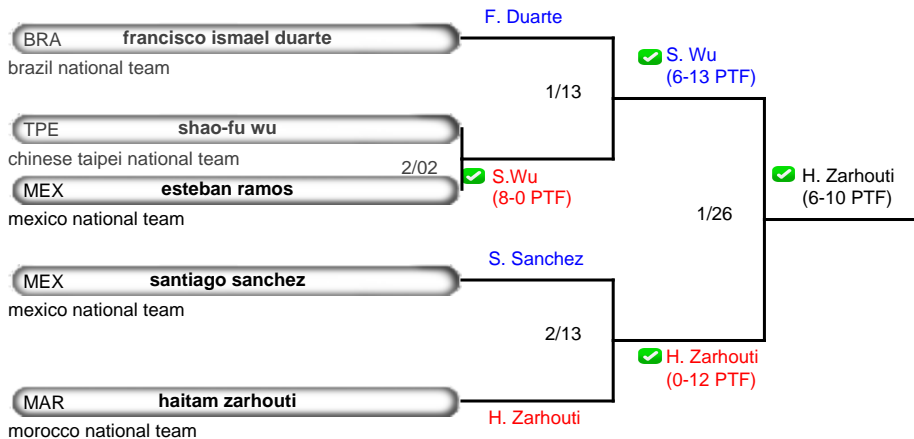 F. Duarte
BRA francisco ismael duarte
brazil national team
S. Wu
(6-13 PTF)
1/13
TPE shao-fu wu
chinese taipei national team
2/02
S.Wu
(8-0 PTF)
MEX esteban ramos
mexico national team
H. Zarhouti
(6-10 PTF)
1/26
S. Sanchez
MEX santiago sanchez
mexico national team
2/13
H. Zarhouti
(0-12 PTF)
MAR haitam zarhouti
H. Zarhouti
morocco national team